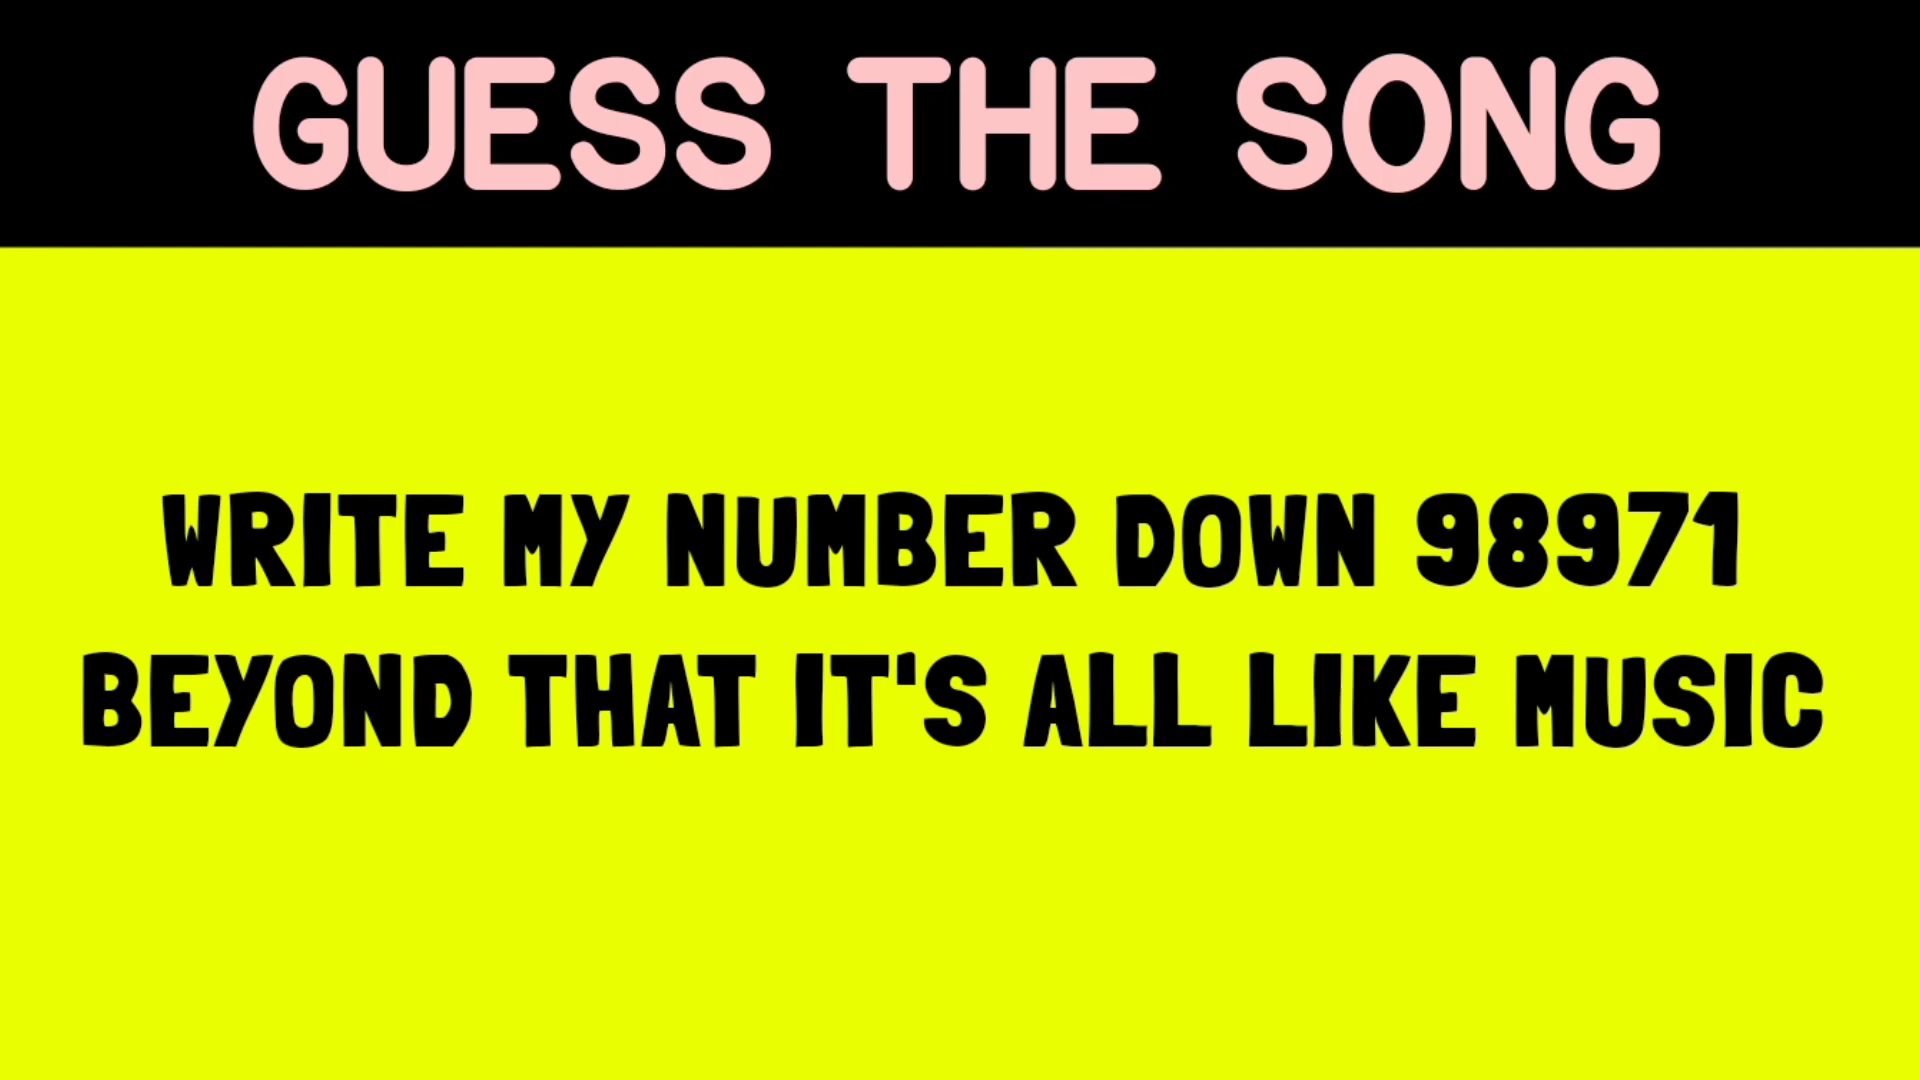 GUESS THE SONG
WRITE MY NUMBER DOWN 98971
BEYOND THAT IT'S ALL LIKE MUSIC